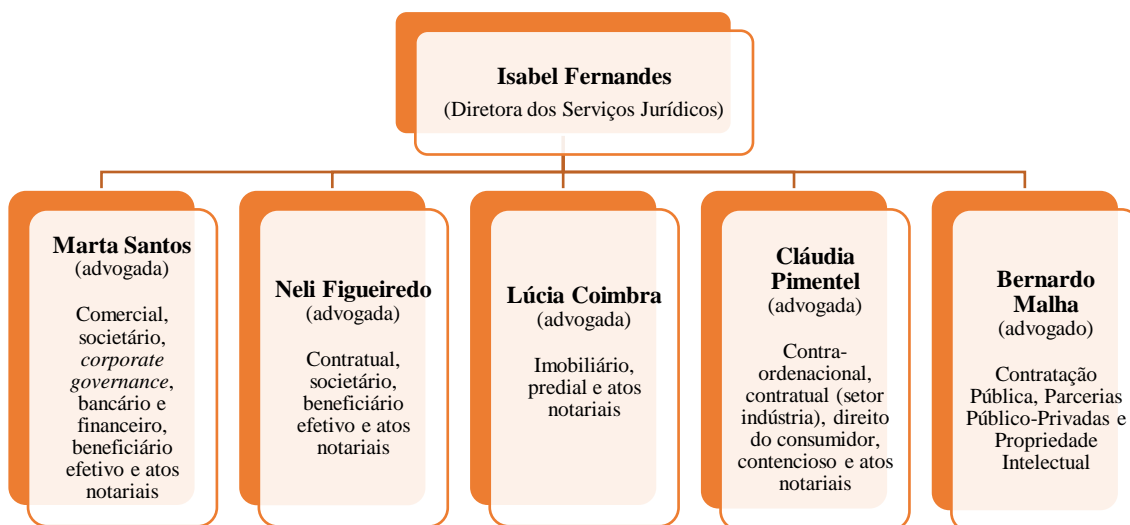 Isabel Fernandes
(Diretora dos Serviços Jurídicos)
Marta Santos
(advogada)
Comercial,
societário,
corporate
governance,
bancário e
financeiro,
beneficiário
efetivo e atos
notariais
Neli Figueiredo
(advogada)
Contratual,
societário,
beneficiário
efetivo e atos
notariais
Lúcia Coimbra
(advogada)
Imobiliário,
predial e atos
notariais
Cláudia
Pimentel
(advogada)
Contra-
ordenacional,
contratual (setor
indústria), direito
do consumidor,
contencioso e atos
notariais
Bernardo
Malha
(advogado)
Contratação
Pública, Parcerias
Público-Privadas e
Propriedade
Intelectual